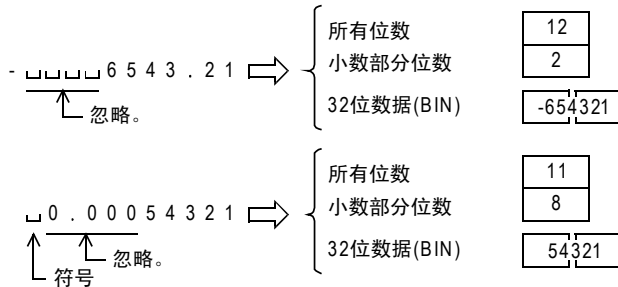 所有位数 12
- ␣␣␣␣6543.21 小数部分位数 2
忽略。 32位数据(BIN) -654321
所有位数 11
␣0.00054321 小数部分位数 8
忽略。 32位数据(BIN) 54321
符号